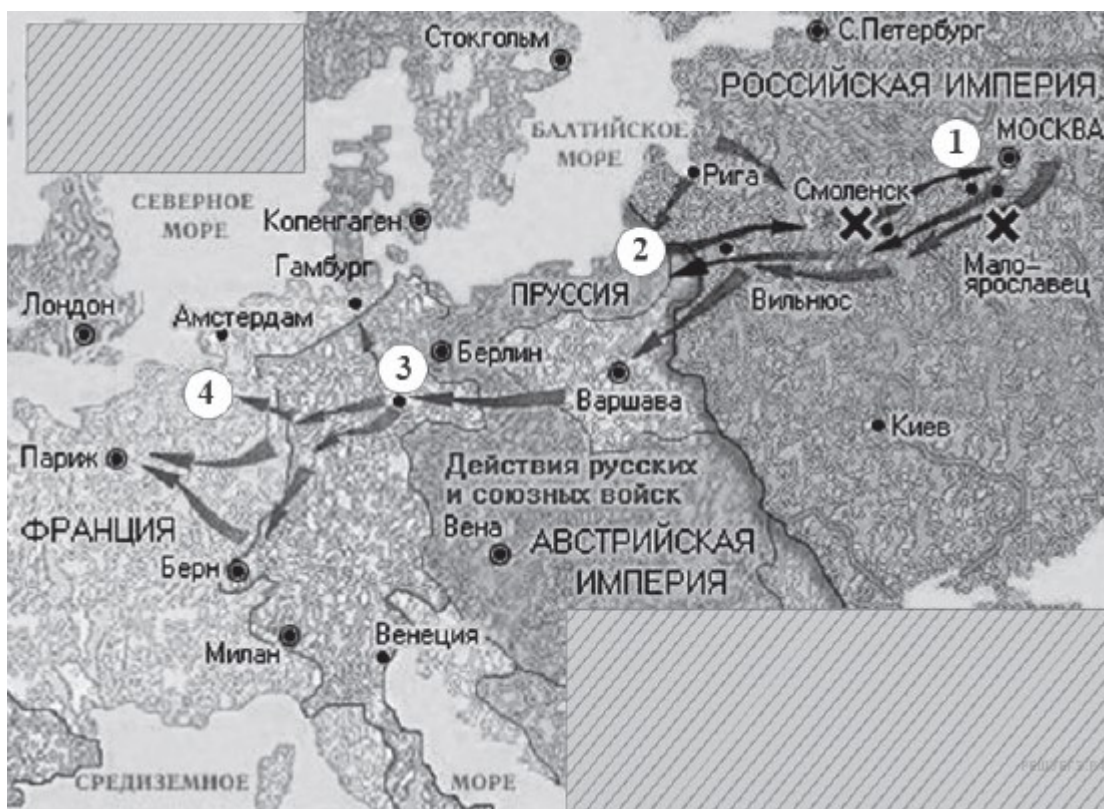 Стокгольм
С.Петербург
РОССИЙСКАЯ ИМПЕРИЯ
БАЛТИЙСКОЕ
МОРЕ
1
МОСКВА
Рига
Смоленск
СЕВЕРНОЕ
МОРЕ
Копенгаген
2
Гамбург
ПРУССИЯ
Вильнюс
Мало-
ярославец
Лондон
Амстердам
Берлин
3
4
Варшава
Киев
Париж
Действия русских
и союзных войск
ФРАНЦИЯ
Вена
АВСТРИЙСКАЯ
ИМПЕРИЯ
Берн
Милан
Венеция
СРЕДИЗЕМНОЕ
МОРЕ